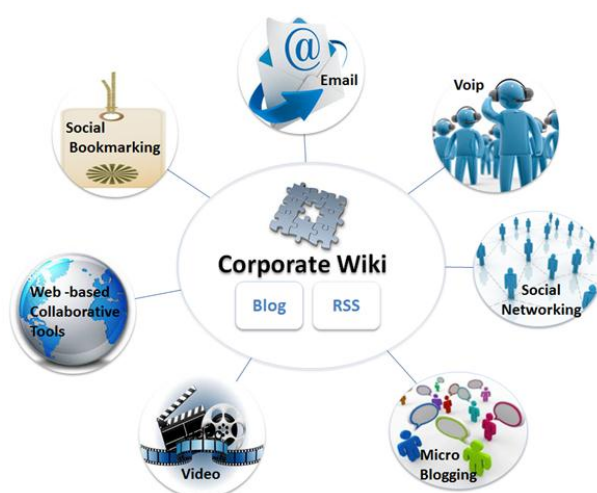 @
Email
Voip
Social
Bookmarking
Corporate Wiki
Blog
RSS
Web -based
Collaborative
Tools
Social
Networking
Video
Micro
Blogging